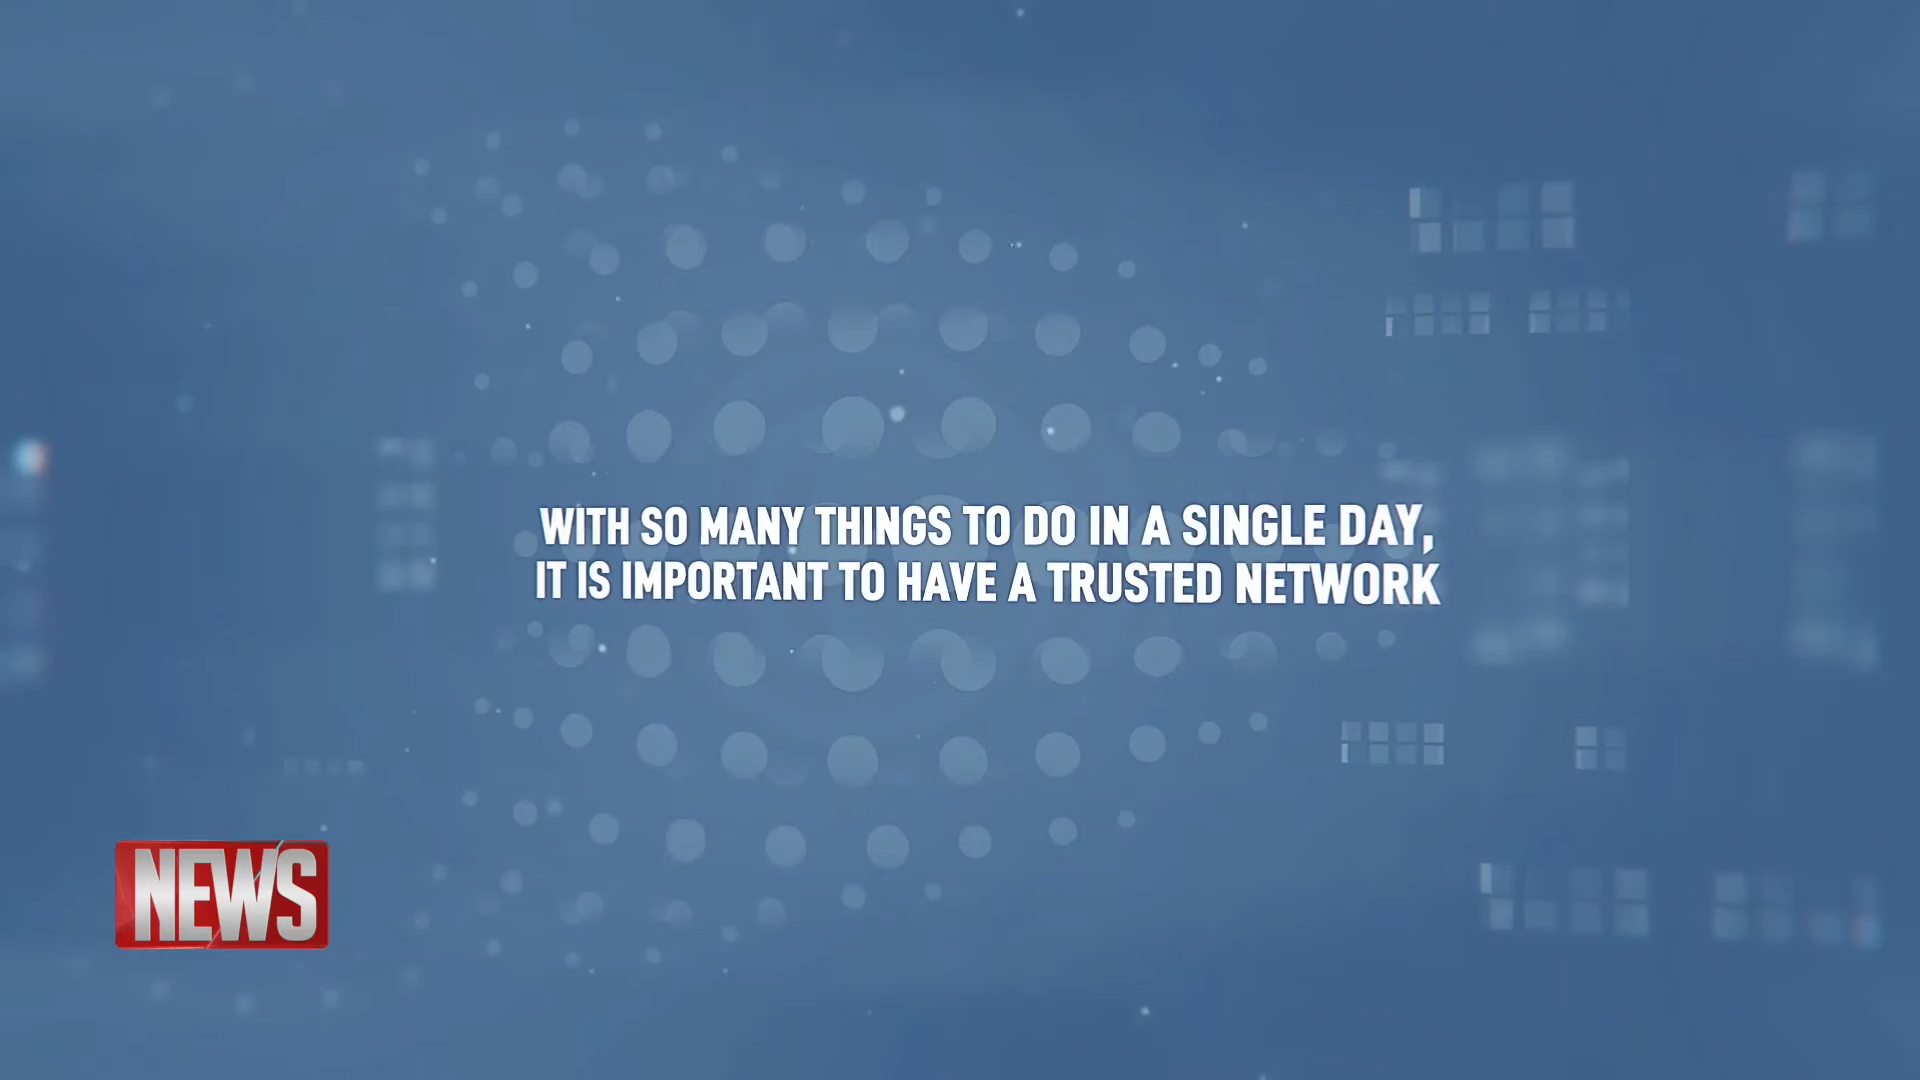 WITH SO MANY THINGS TO DO IN A SINGLE DAY,
IT IS IMPORTANT TO HAVE A TRUSTED NETWORK
NEWS